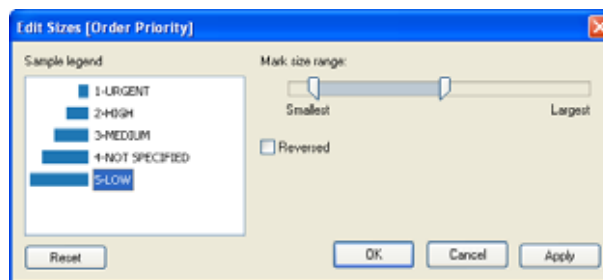 Edit Sizes [Order Priority]
Sample legend
1-URGENT
2-HIGH
3-MEDIUM
4-NOT SPECIFIED
5-LOW
Mark size range:
Smallest Largest
Reversed
Reset OK Cancel Apply